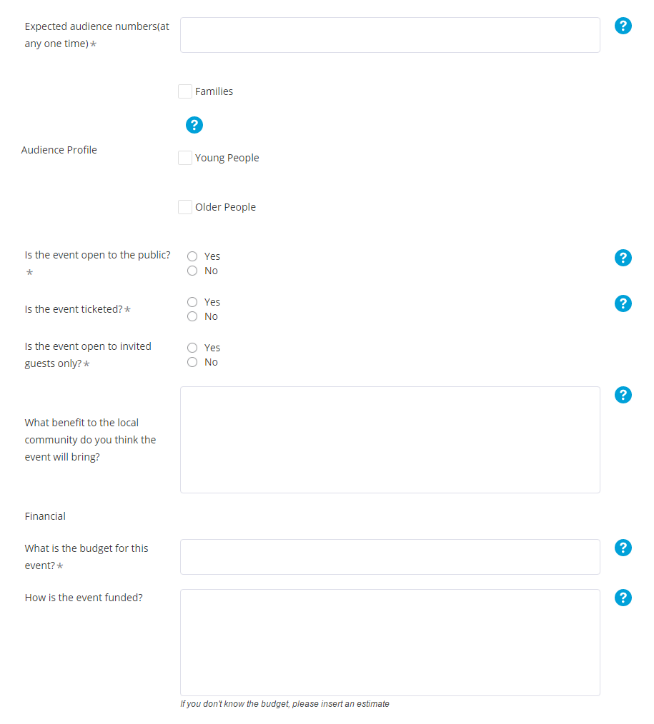 Expected audience numbers(at
any one time)*
Families
?
?
Audience Profile
Young People
Older People
Is the event open to the public?
*
Yes
No
?
Is the event ticketed?*
Yes
No
?
Is the event open to invited
guests only?*
Yes
No
What benefit to the local
community do you think the
event will bring?
?
Financial
What is the budget for this
event?*
?
How is the event funded?
?
If you don't know the budget, please insert an estimate